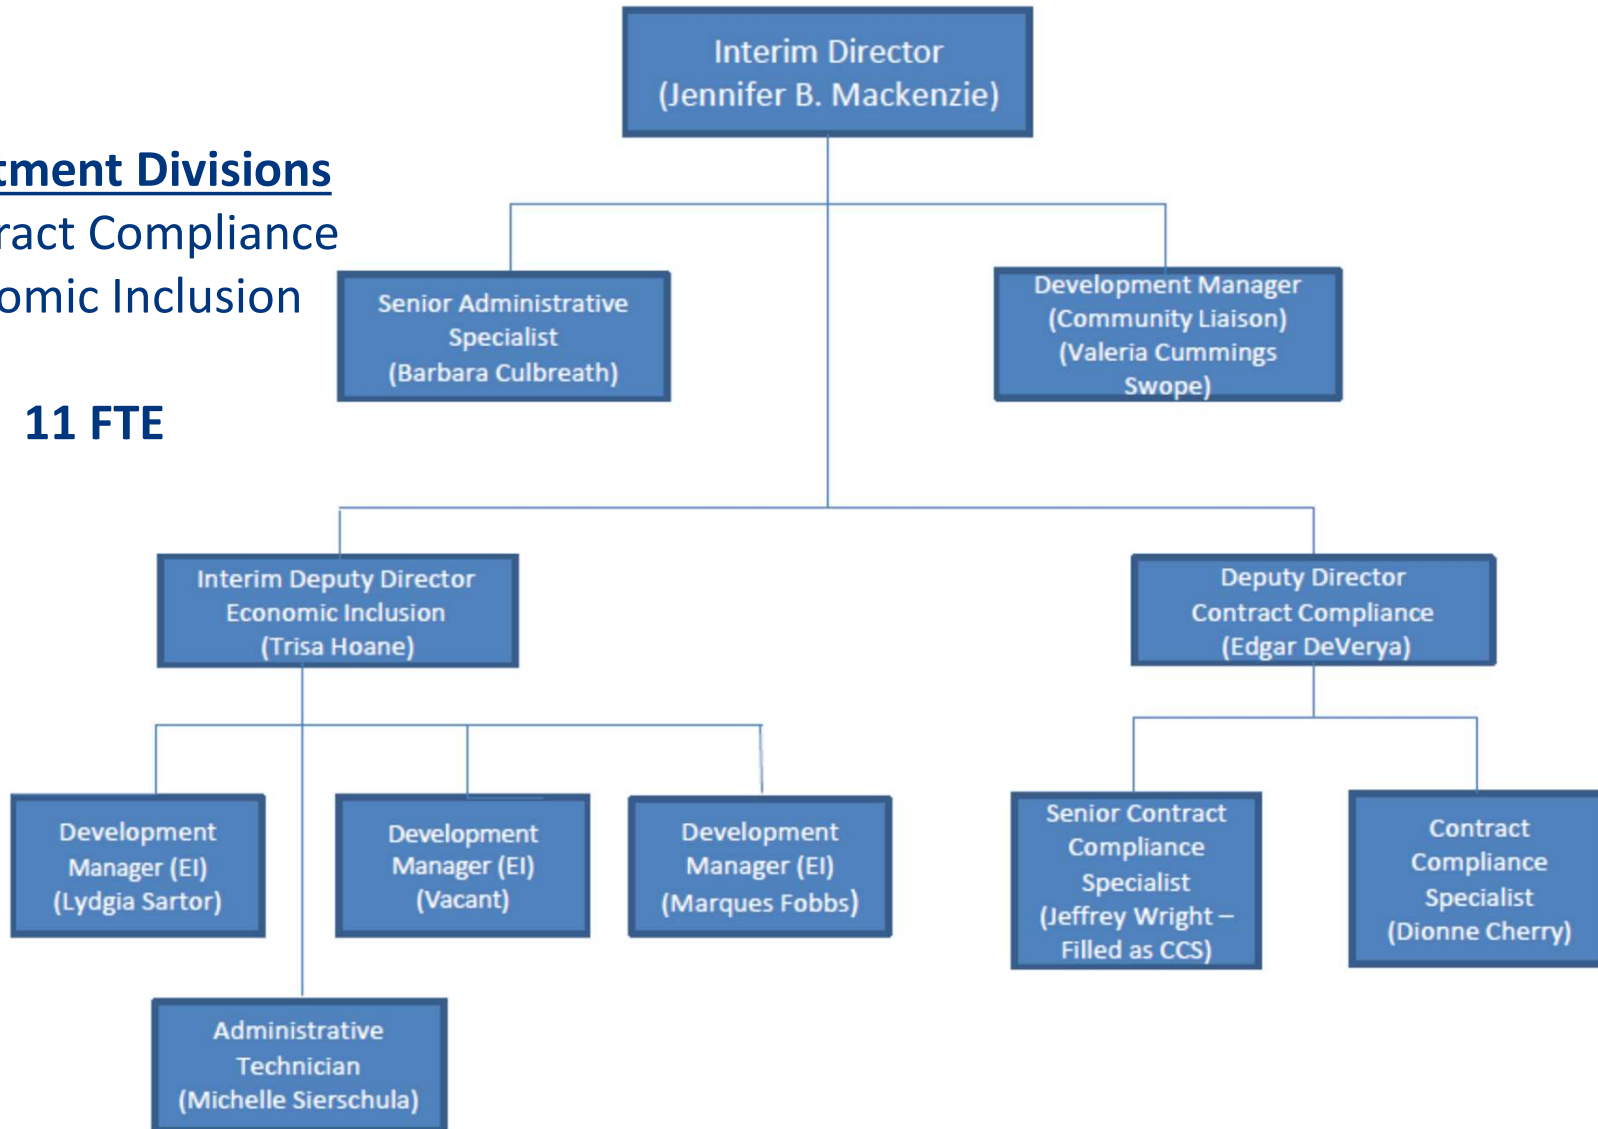 Interim Director
(Jennifer B. Mackenzie)
tment Divisions
ract Compliance
omic Inclusion
11 FTE
Senior Administrative
Specialist
(Barbara Culbreath)
Development Manager
(Community Liaison)
(Valeria Cummings
Swope)
Interim Deputy Director
Economic Inclusion
(Trisa Hoane)
Deputy Director
Contract Compliance
(Edgar DeVerya)
Development
Manager (EI)
(Lydgia Sartor)
Development
Manager (EI)
(Vacant)
Development
Manager (EI)
(Marques Fobbs)
Senior Contract
Compliance
Specialist
(Jeffrey Wright –
Filled as CCS)
Contract
Compliance
Specialist
(Dionne Cherry)
Administrative
Technician
(Michelle Sierschula)